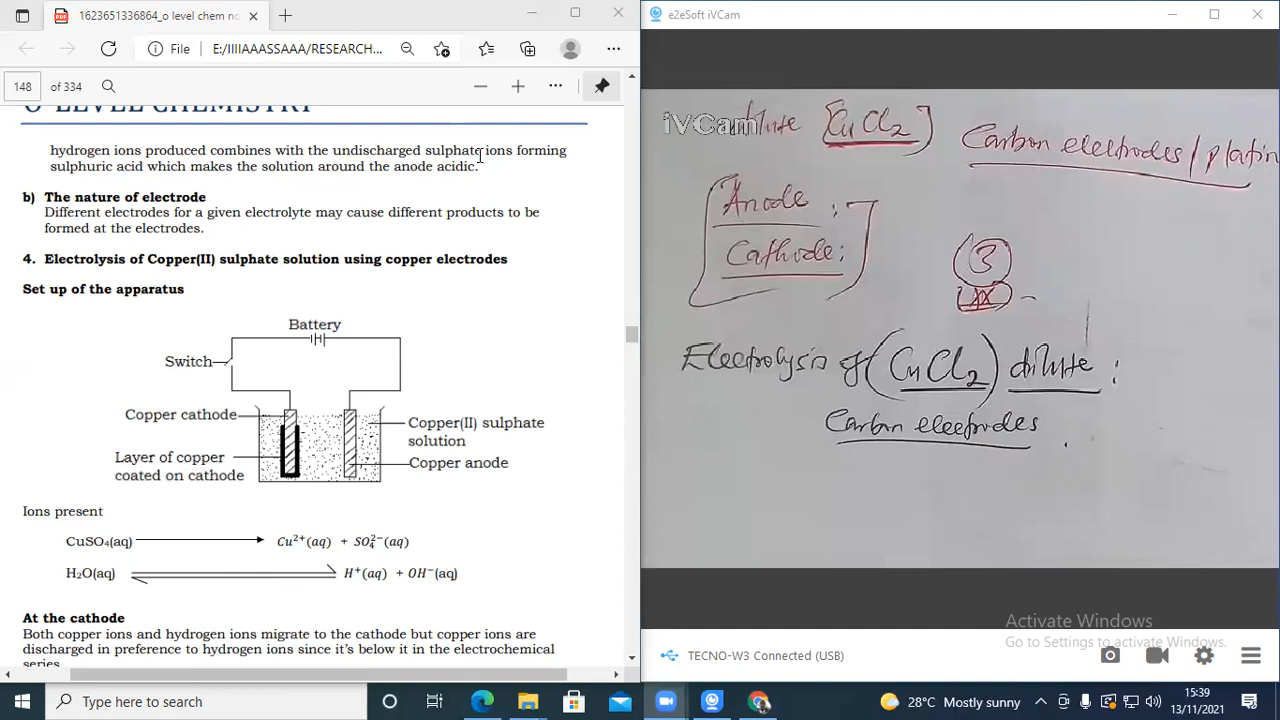 1623651336864_o level chem no
File
E:/IIIIAAASSAAA/RESEARCH...
148 of 334
O-LEVEL CHEMISTRY
hydrogen ions produced combines with the undischarged sulphate ions forming
sulphuric acid which makes the solution around the anode acidic.
b) The nature of electrode
Different electrodes for a given electrolyte may cause different products to be
formed at the electrodes.
4. Electrolysis of Copper(II) sulphate solution using copper electrodes
Set up of the apparatus
Battery
Switch
Copper cathode
Copper(II) sulphate
solution
Layer of copper
coated on cathode
Copper anode
Ions present
CuSO₄(aq) → Cu²⁺(aq) + SO₄²⁻(aq)
H₂O(aq) ⇌ H⁺(aq) + OH⁻(aq)
At the cathode
Both copper ions and hydrogen ions migrate to the cathode but copper ions are
discharged in preference to hydrogen ions since it's below it in the electrochemical
series
e2eSoft iVCam
iVCam
CuCl₂
Carbon electrodes / platin
Anode :
Cathode :
3
Electrolysis of (CuCl₂) dilute :
Carbon electrodes .
Activate Windows
Go to Settings to activate Windows.
TECNO-W3 Connected (USB)
Type here to search
28°C Mostly sunny
15:39
13/11/2021